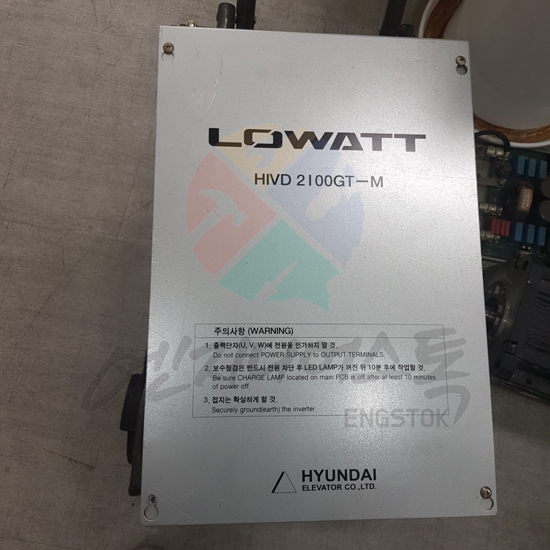 LOWATT
HIVD 2100GT-M
주의사항 (WARNING)
1. 출력단자(U, V, W)에 전원을 인가하지 말 것.
Do not connect POWER SUPPLY to OUTPUT TERMINALS.
2. 보수점검은 반드시 전원 차단 후 LED LAMP가 꺼진 뒤 10분 후에 작업할 것.
Be sure CHARGE LAMP located on main PCB is off after at least 10 minutes
of power off.
3. 접지는 확실하게 할 것.
Securely ground(earth) the inverter.
ENGSTOK
HYUNDAI
ELEVATOR CO.,LTD.